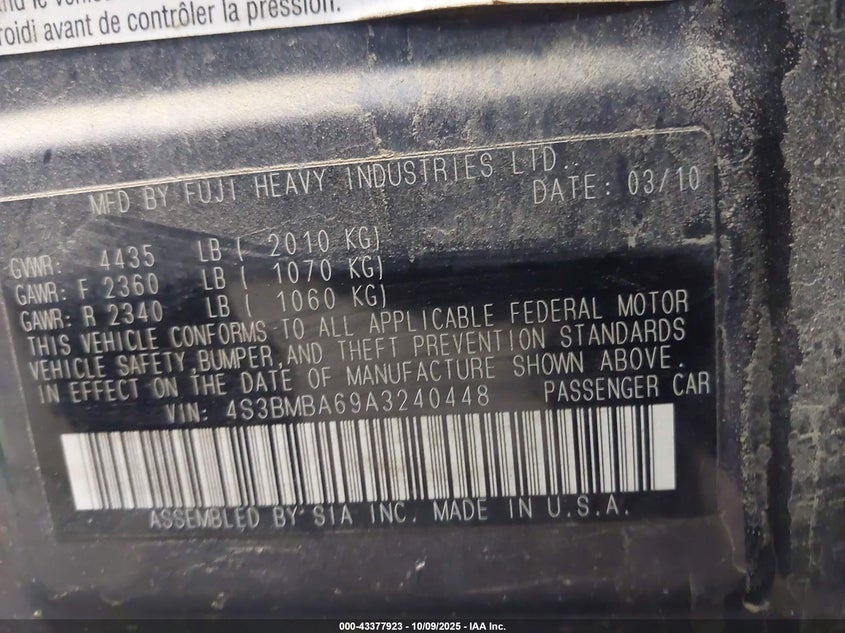 roidi avant de contrôler la pression.
MFD BY FUJI HEAVY INDUSTRIES LTD..
DATE: 03/10
GVWR: 4435 LB ( 2010 KG)
GAWR: F 2360 LB ( 1070 KG)
GAWR: R 2340 LB ( 1060 KG)
THIS VEHICLE CONFORMS TO ALL APPLICABLE FEDERAL MOTOR
VEHICLE SAFETY,BUMPER,AND THEFT PREVENTION STANDARDS
IN EFFECT ON THE DATE OF MANUFACTURE SHOWN ABOVE.
VIN: 4S3BMBA69A3240448 PASSENGER CAR
ASSEMBLED BY SIA INC. MADE IN U.S.A.
000-43377923 | 10/09/2025 - IAA Inc.